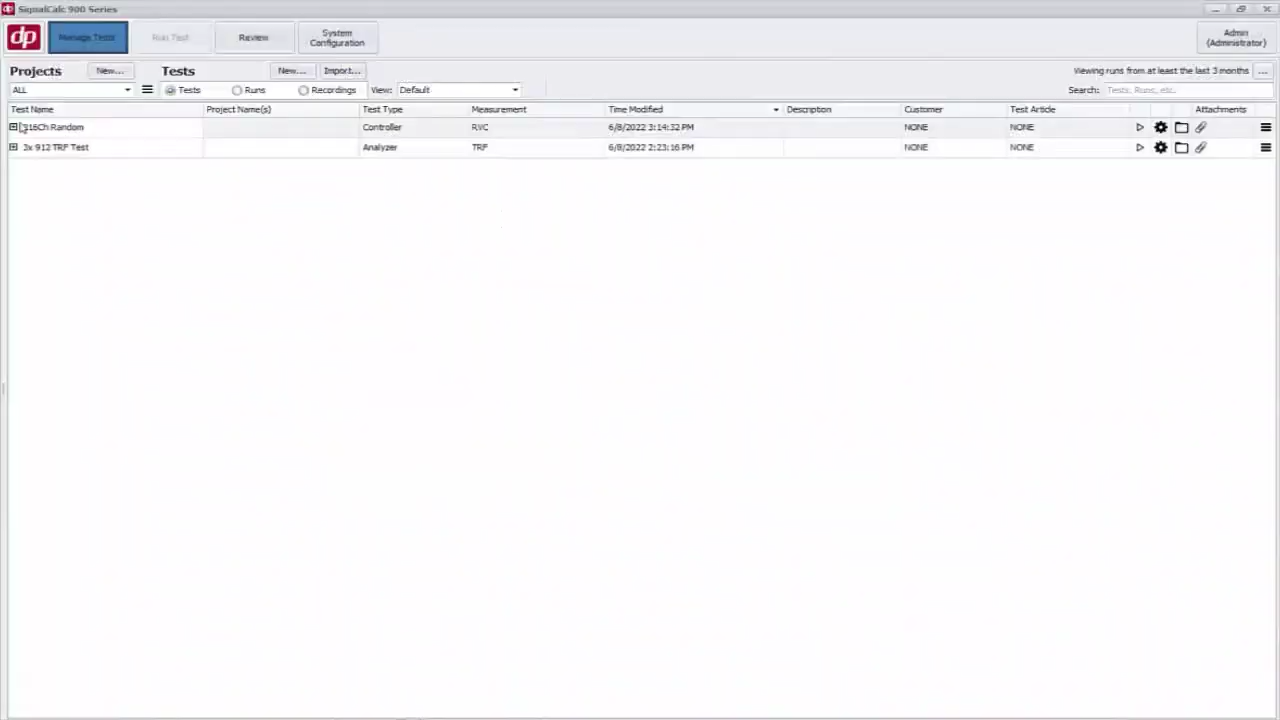 dp SignalCalc 900 Series
dp Manage Tests Run Test Review System Configuration Admin (Administrator)
Projects New... Tests New... Import... Viewing runs from at least the last 3 months ...
ALL Tests Runs Recordings View: Default Search: Tests, Runs, etc.
Test Name Project Name(s) Test Type Measurement Time Modified Description Customer Test Article Attachments
16Ch Random Controller RVC 6/8/2022 3:14:32 PM NONE NONE
3x 912 TRF Test Analyzer TRF 6/8/2022 2:23:16 PM NONE NONE